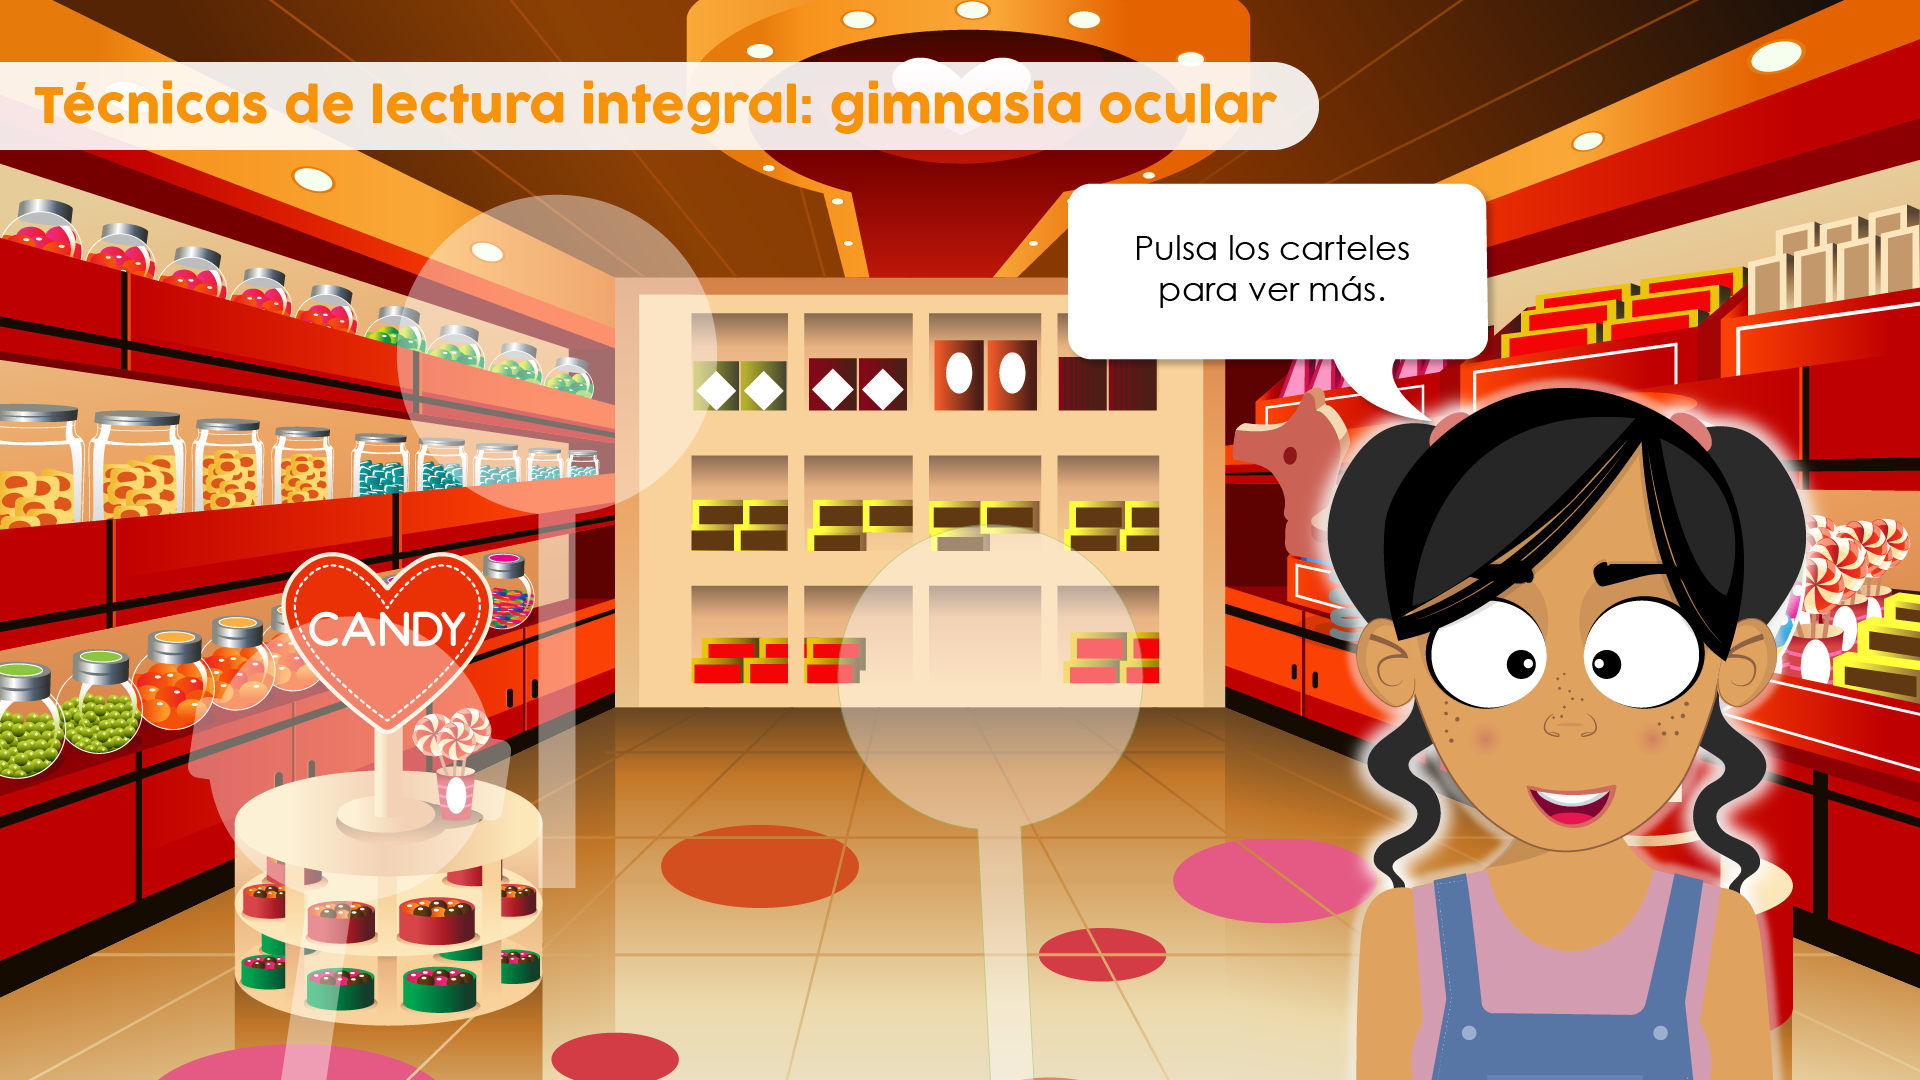 Técnicas de lectura integral: gimnasia ocular
Pulsa los carteles
para ver más.
CANDY